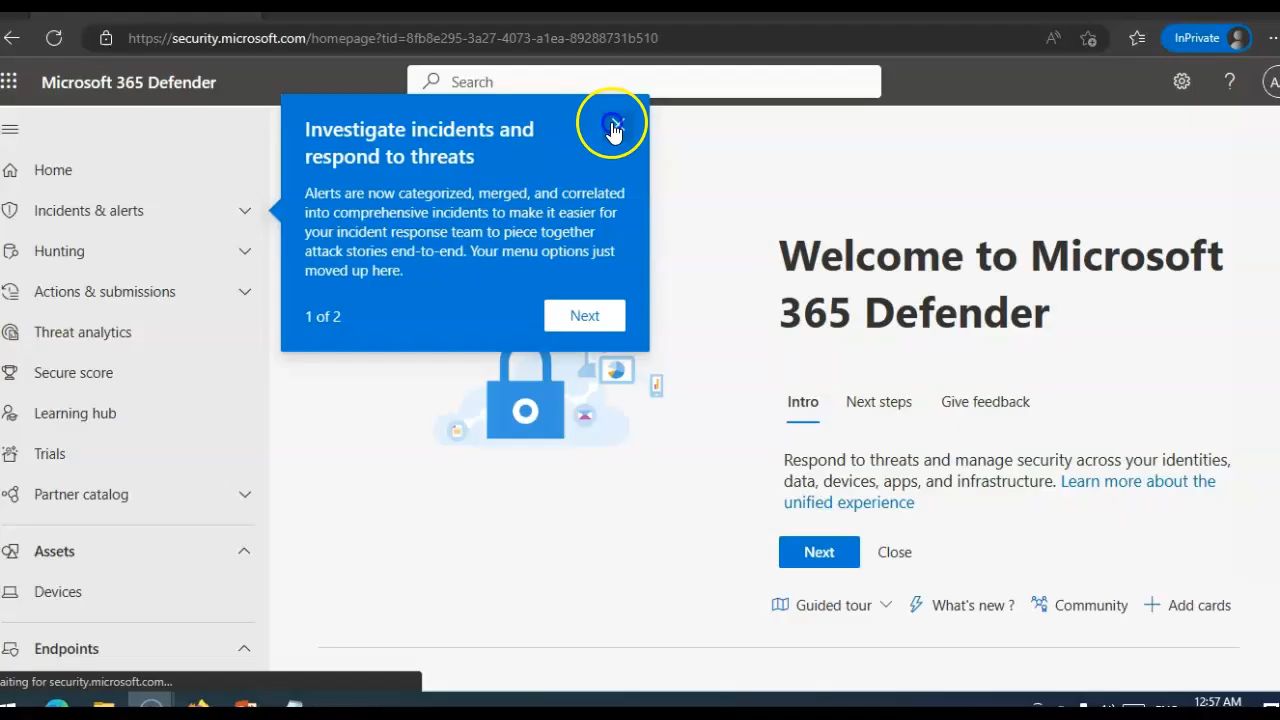 https://security.microsoft.com/homepage?tid=8fb8e295-3a27-4073-a1ea-89288731b510
InPrivate
Microsoft 365 Defender
Search
Investigate incidents and
respond to threats
Alerts are now categorized, merged, and correlated
into comprehensive incidents to make it easier for
your incident response team to piece together
attack stories end-to-end. Your menu options just
moved up here.
1 of 2
Next
Home
Incidents & alerts
Hunting
Actions & submissions
Threat analytics
Secure score
Learning hub
Trials
Partner catalog
Assets
Devices
Endpoints
Welcome to Microsoft
365 Defender
Intro Next steps Give feedback
Respond to threats and manage security across your identities,
data, devices, apps, and infrastructure. Learn more about the
unified experience
Next Close
Guided tour What's new ? Community Add cards
aiting for security.microsoft.com...
12:57 AM